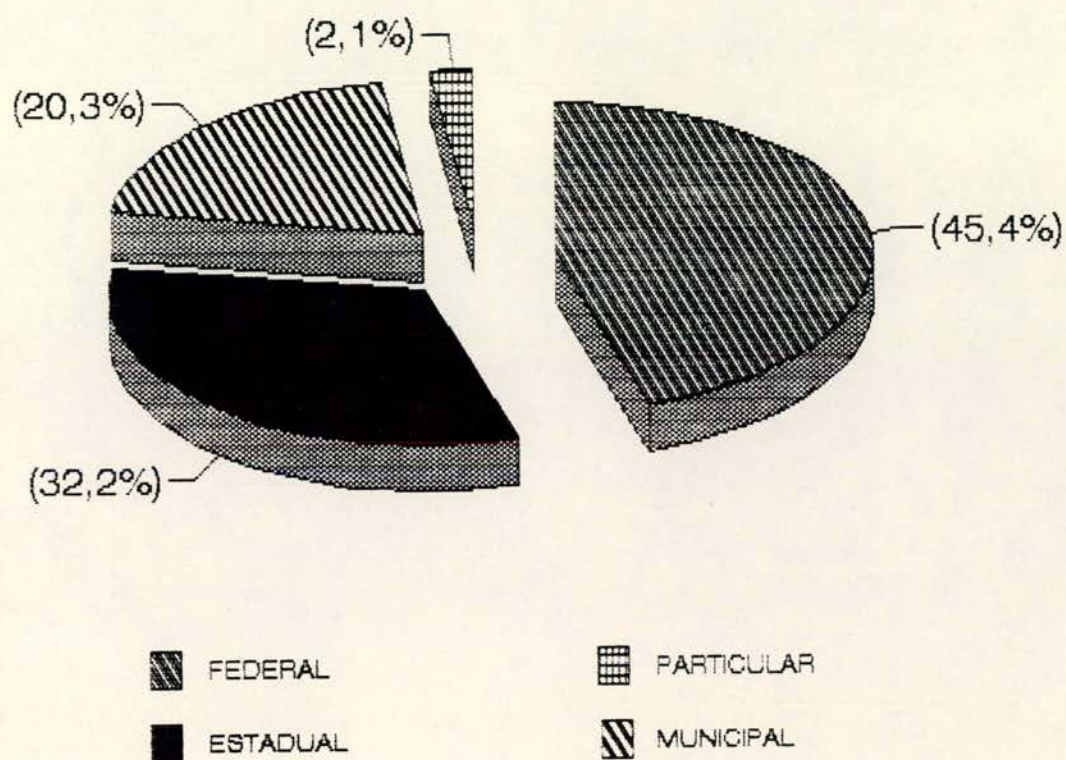 (2,1%)
(20,3%)
(45,4%)
(32,2%)
FEDERAL
PARTICULAR
ESTADUAL
MUNICIPAL